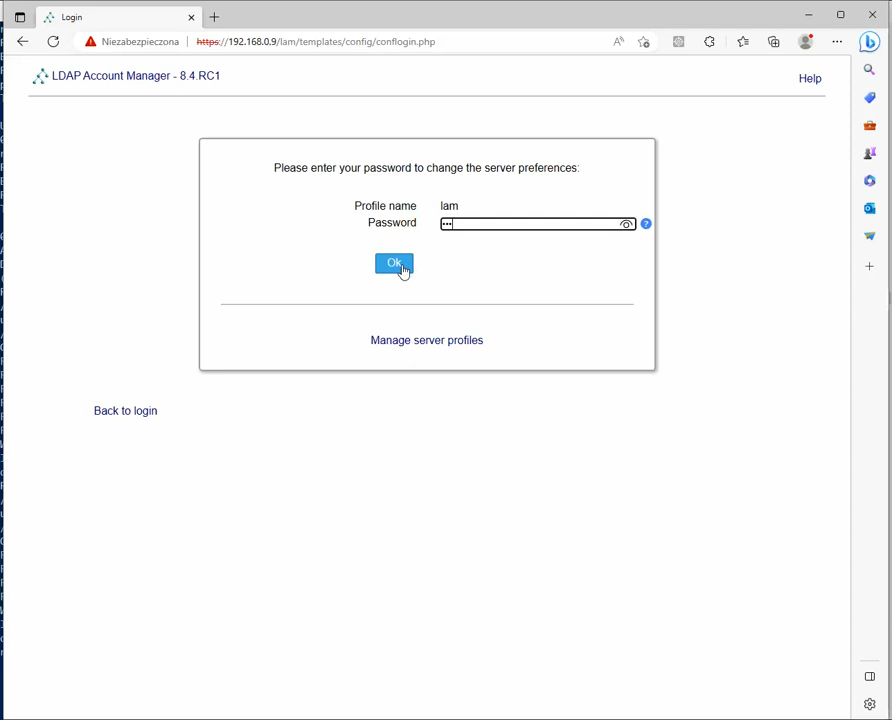 Login
Niezabezpieczona
https://192.168.0.9/lam/templates/config/conflogin.php
LDAP Account Manager - 8.4.RC1
Help
Please enter your password to change the server preferences:
Profile name lam
Password •••
Ok
Manage server profiles
Back to login